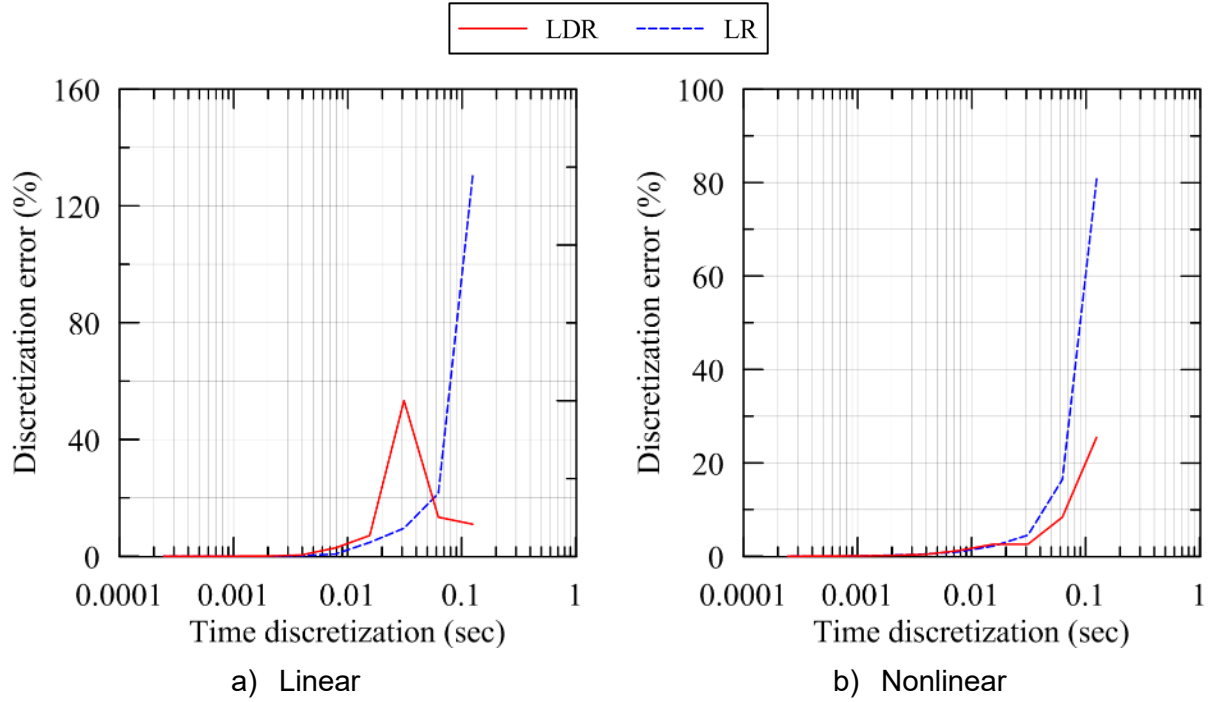 LDR LR
160
120
80
40
0
0.0001 0.001 0.01 0.1 1
Discretization error (%)
Time discretization (sec)
a) Linear
100
80
60
40
20
0
0.0001 0.001 0.01 0.1 1
Discretization error (%)
Time discretization (sec)
b) Nonlinear